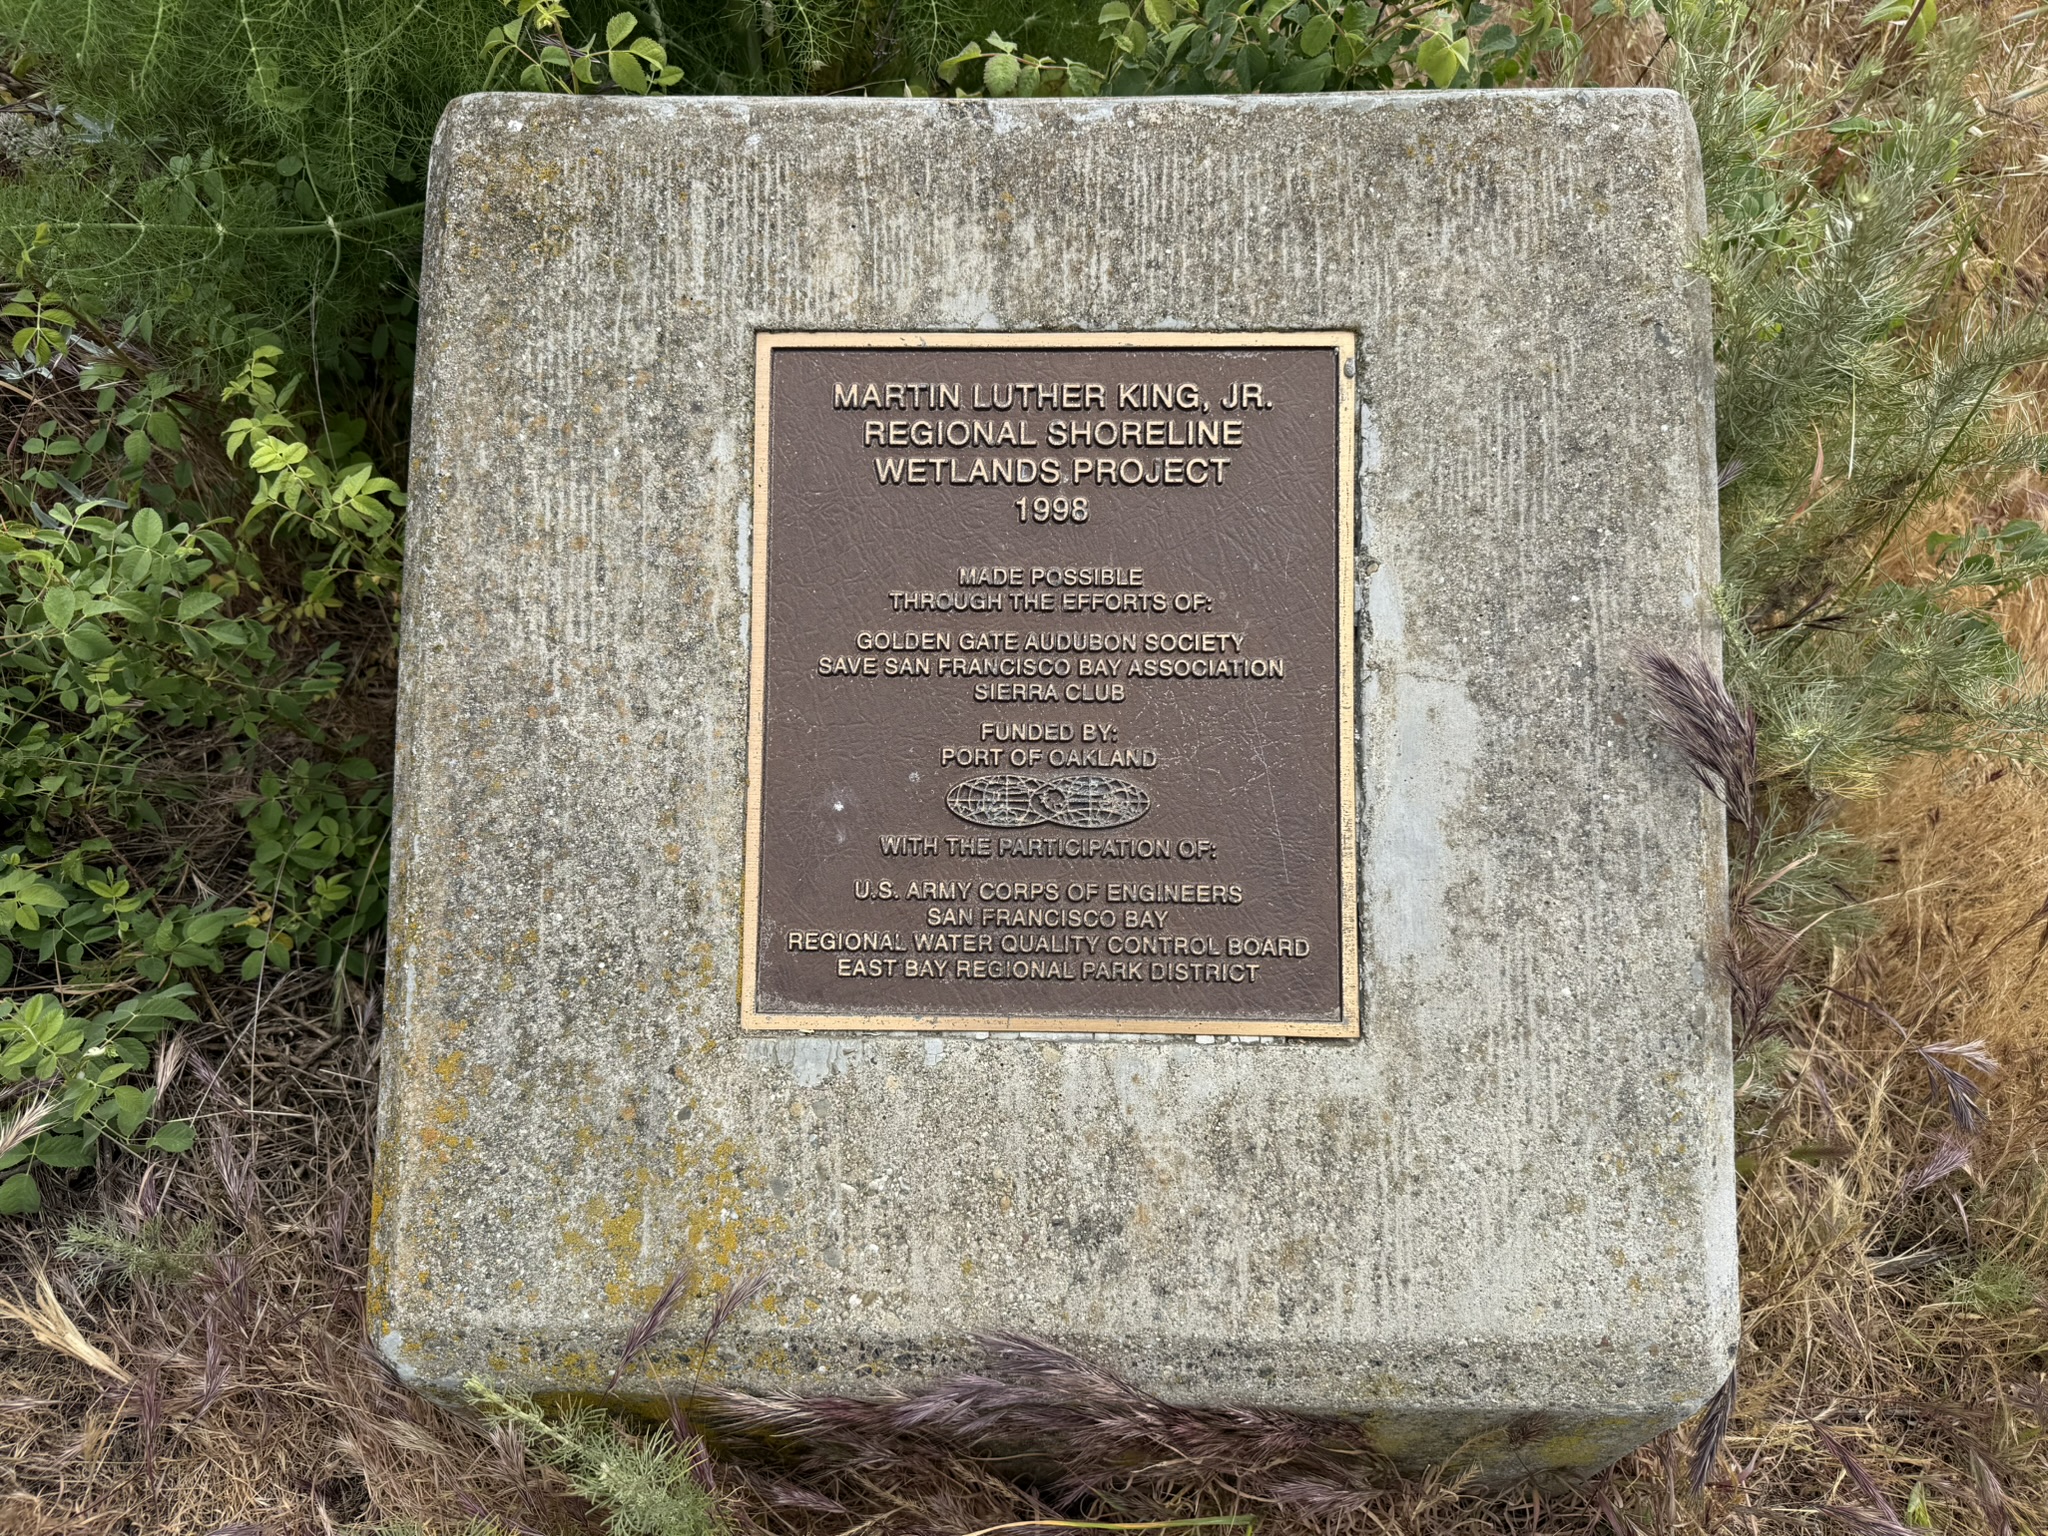 MARTIN LUTHER KING, JR.
REGIONAL SHORELINE
WETLANDS PROJECT
1998
MADE POSSIBLE
THROUGH THE EFFORTS OF:
GOLDEN GATE AUDUBON SOCIETY
SAVE SAN FRANCISCO BAY ASSOCIATION
SIERRA CLUB
FUNDED BY:
PORT OF OAKLAND
WITH THE PARTICIPATION OF:
U.S. ARMY CORPS OF ENGINEERS
SAN FRANCISCO BAY
REGIONAL WATER QUALITY CONTROL BOARD
EAST BAY REGIONAL PARK DISTRICT